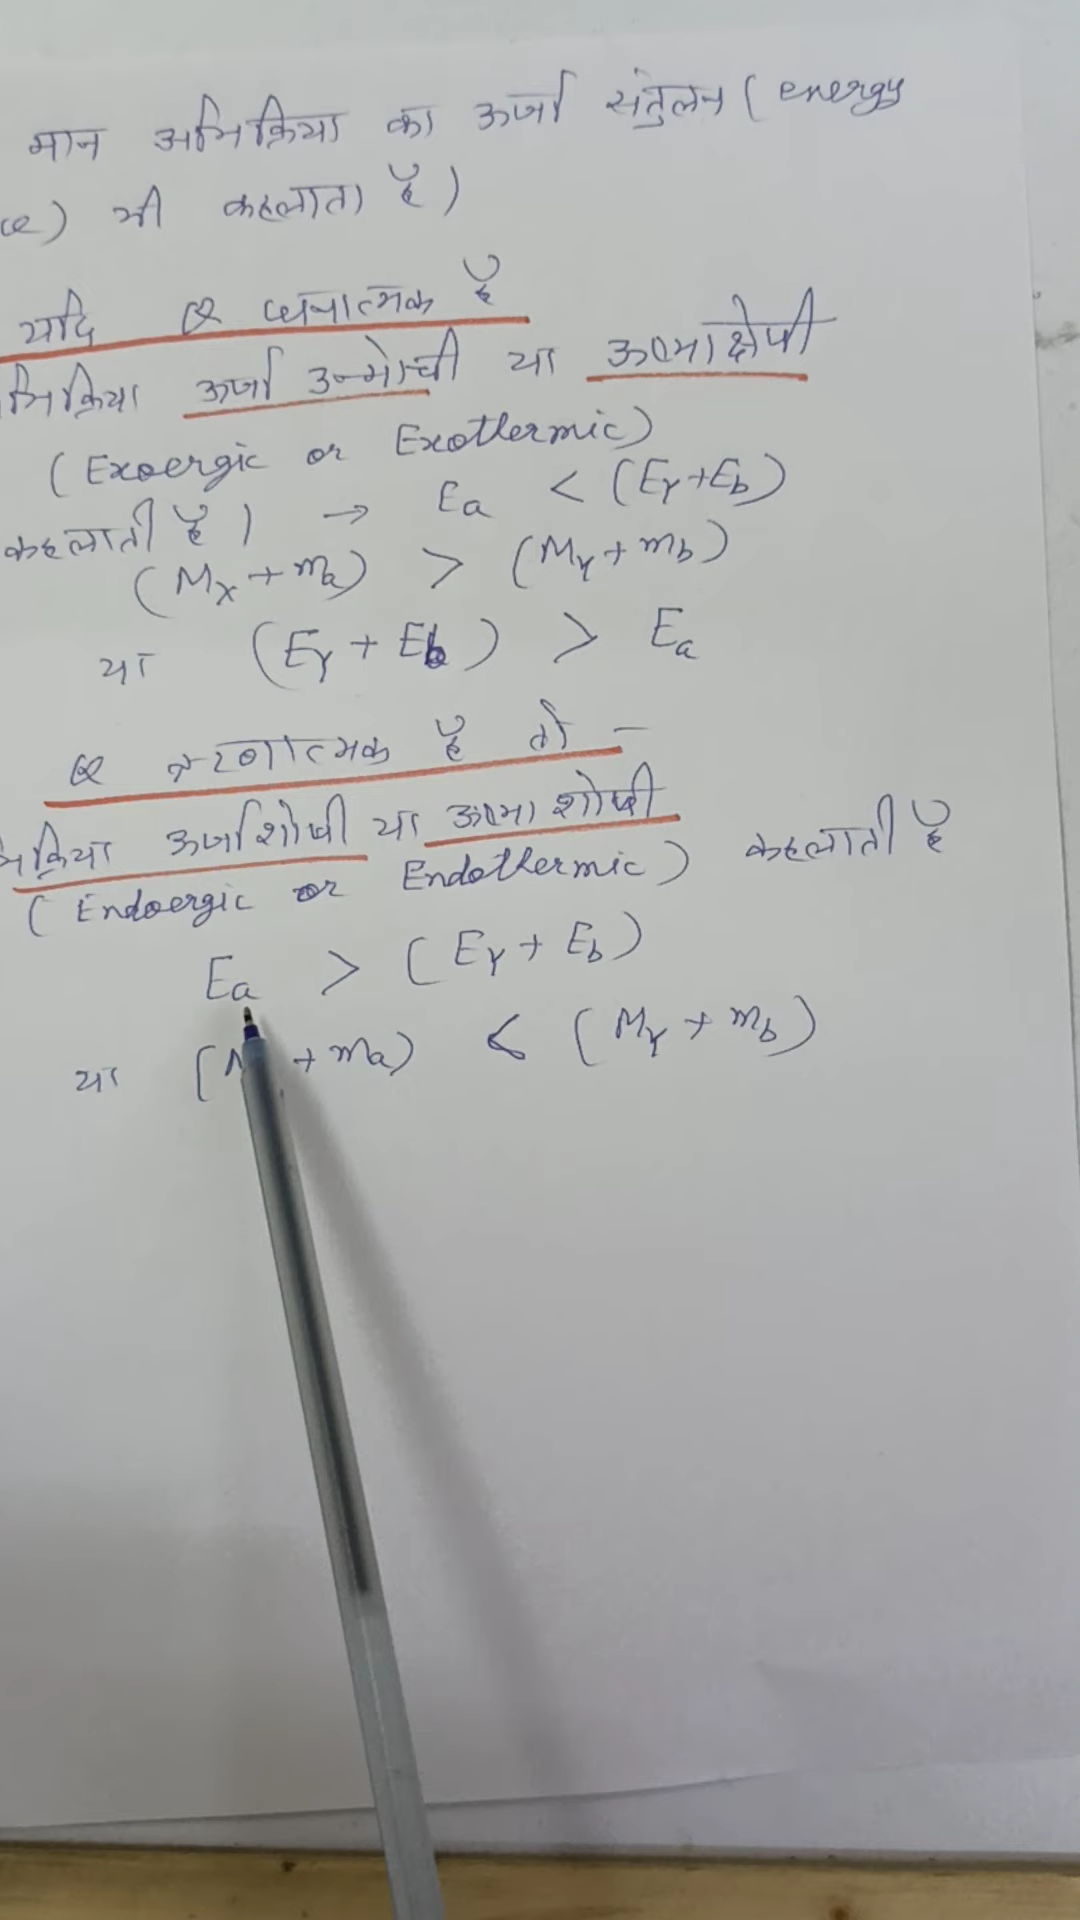 मान अभिक्रिया का ऊर्जा संतुलन ( energy
ce) भी कहलाता है )
यदि Q धनात्मक है
भिक्रिया ऊर्जा उन्मोची या ऊष्माक्षेपी
( Exoergic or Exothermic)
कहलाती है । → Ea < (EY+Eb)
(MX + ma) > (MY + mb)
या (EY + Eb) > Ea
Q ऋणात्मक है तो –
भिक्रिया ऊर्जाशोषी या ऊष्माशोषी
( Endoergic or Endothermic) कहलाती है
Ea > ( EY + Eb)
या (M + ma) < ( MY + mb)